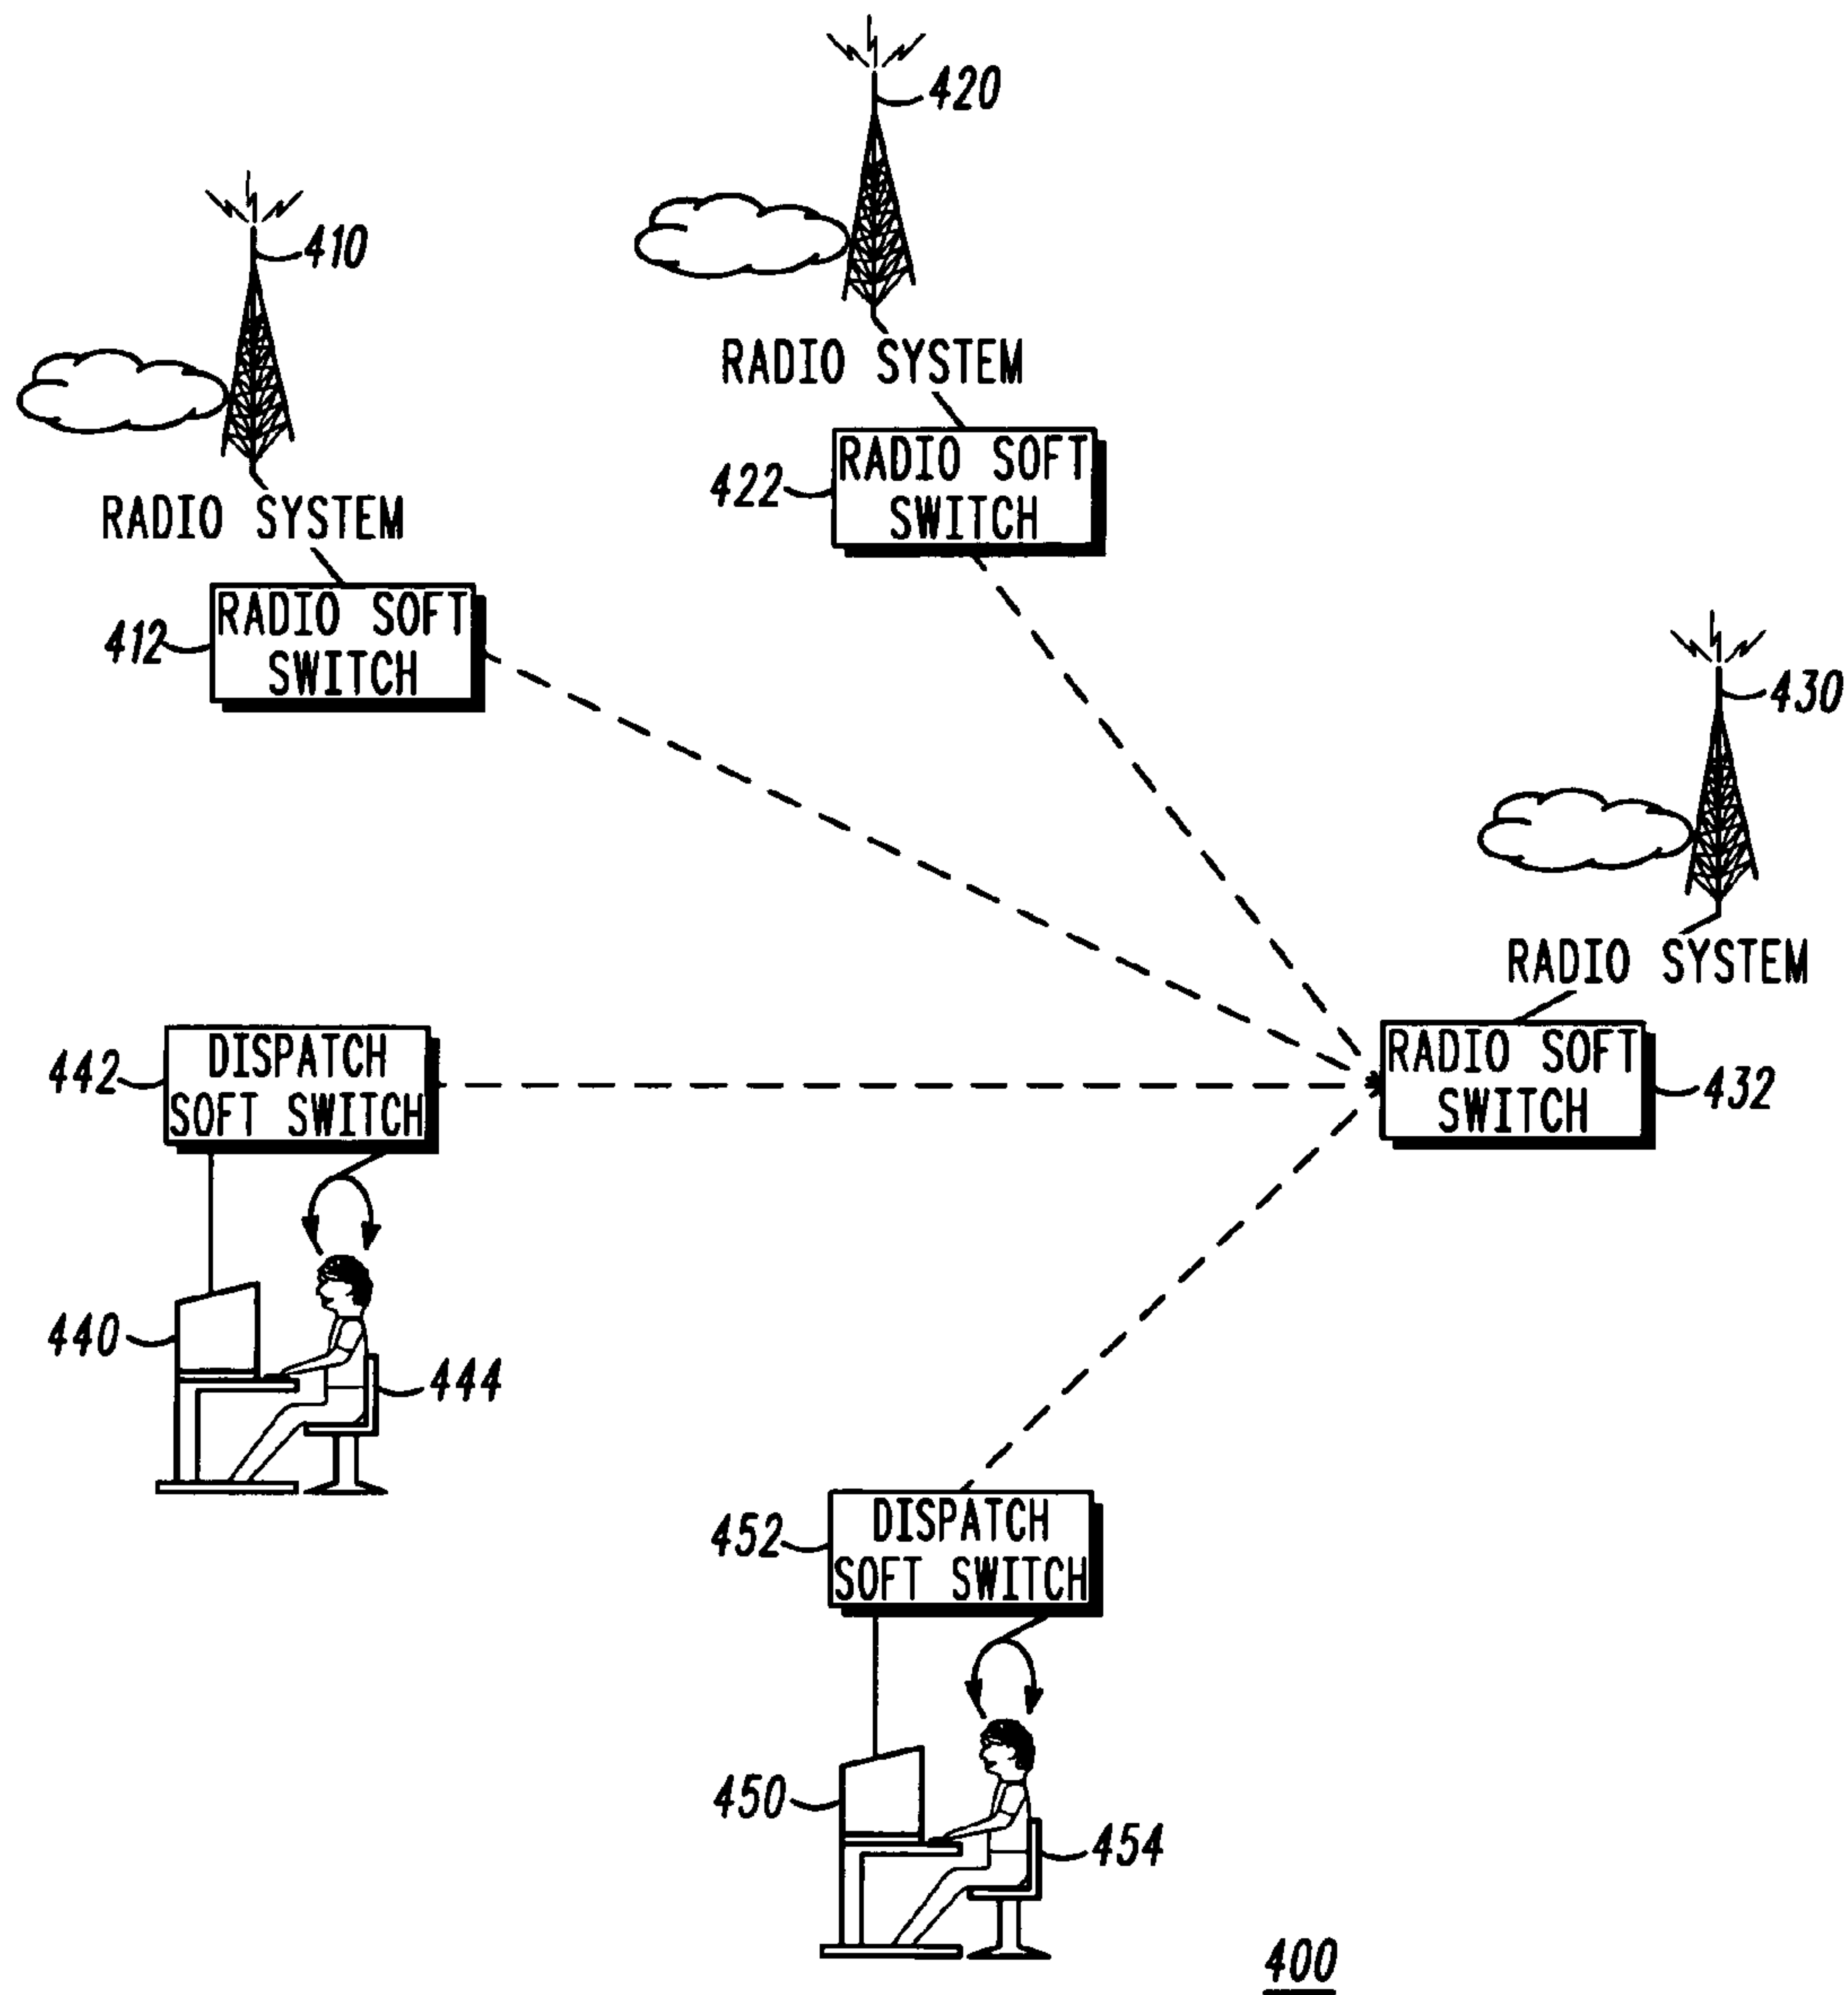 420
410
RADIO SYSTEM
RADIO SOFT
SWITCH
422
RADIO SYSTEM
RADIO SOFT
SWITCH
412
430
RADIO SYSTEM
RADIO SOFT
SWITCH
432
442
DISPATCH
SOFT SWITCH
440
444
452
DISPATCH
SOFT SWITCH
450
454
400